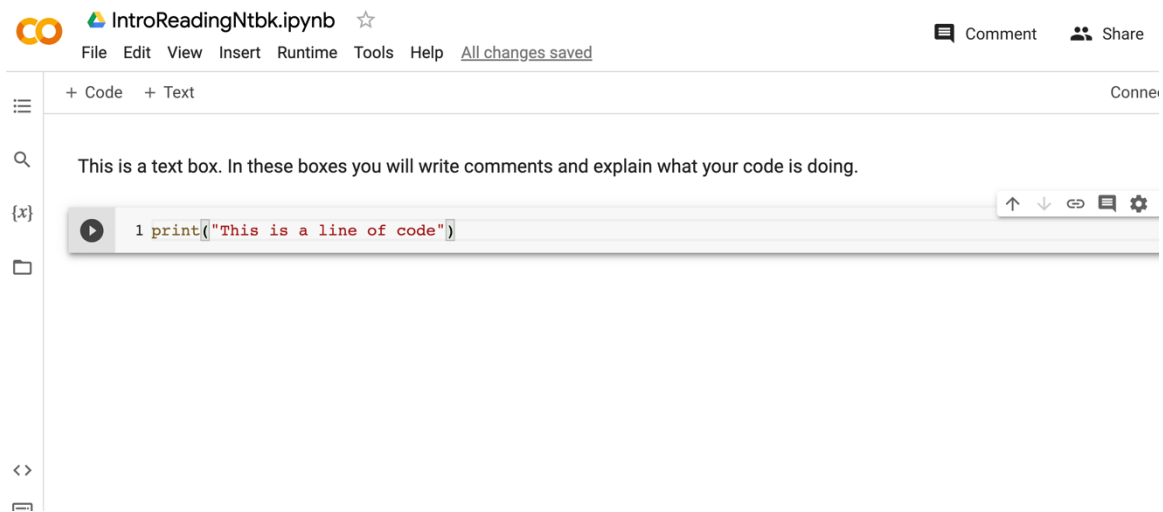 IntroReadingNtbk.ipynb
Comment Share
File Edit View Insert Runtime Tools Help All changes saved
+ Code + Text
Conne
This is a text box. In these boxes you will write comments and explain what your code is doing.
{x}
1 print("This is a line of code")
<>